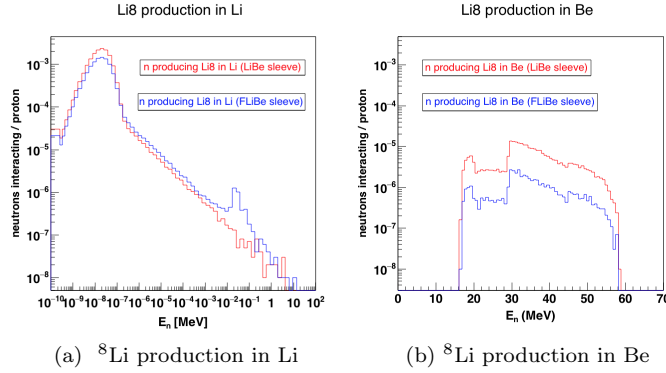 Li8 production in Li
neutrons interacting / proton
10⁻³
10⁻⁴
10⁻⁵
10⁻⁶
10⁻⁷
10⁻⁸
n producing Li8 in Li (LiBe sleeve)
n producing Li8 in Li (FLiBe sleeve)
10⁻¹⁰ 10⁻⁹ 10⁻⁸ 10⁻⁷ 10⁻⁶ 10⁻⁵ 10⁻⁴ 10⁻³ 10⁻² 10⁻¹ 1 10 10²
Eₙ [MeV]
(a) ⁸Li production in Li
Li8 production in Be
neutrons interacting / proton
10⁻³
10⁻⁴
10⁻⁵
10⁻⁶
10⁻⁷
10⁻⁸
n producing Li8 in Be (LiBe sleeve)
n producing Li8 in Be (FLiBe sleeve)
0 10 20 30 40 50 60 70
Eₙ (MeV)
(b) ⁸Li production in Be